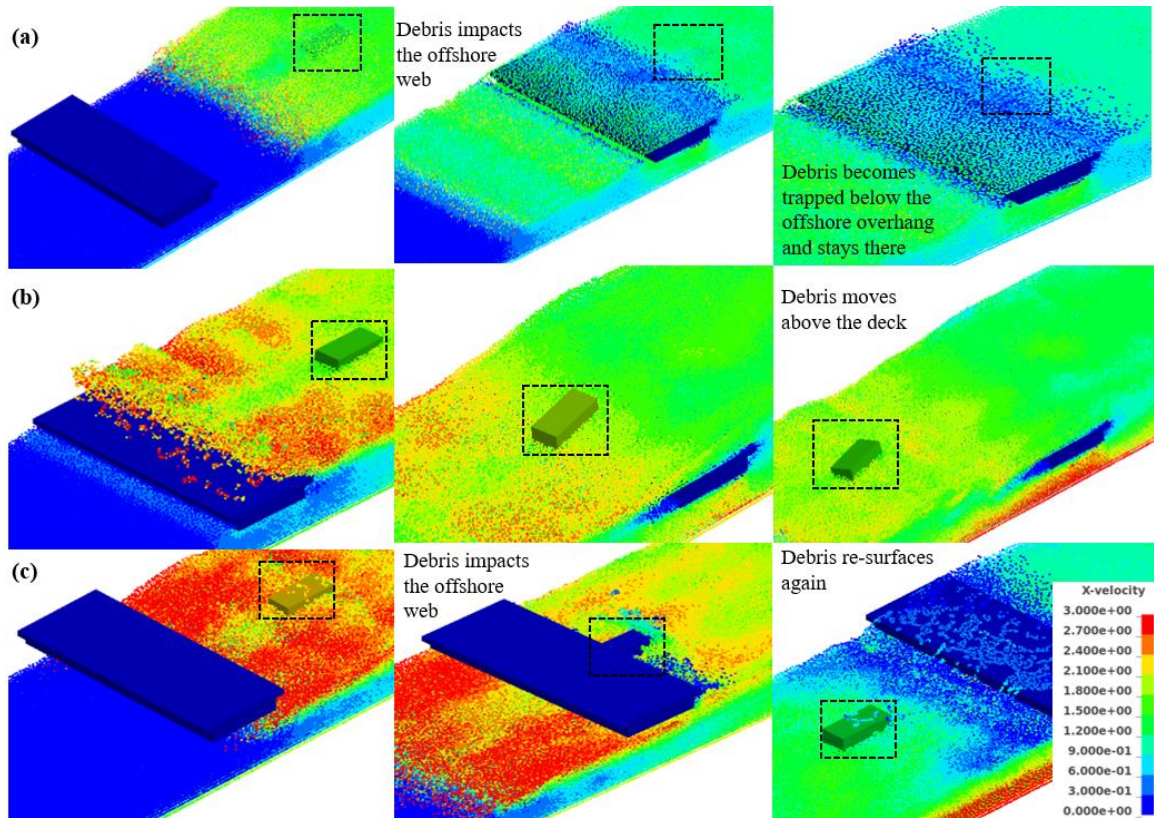 (a)
Debris impacts
the offshore
web
Debris becomes
trapped below the
offshore overhang
and stays there
(b)
Debris moves
above the deck
(c)
Debris impacts
the offshore
web
Debris re-surfaces
again
X-velocity
3.000e+00
2.700e+00
2.400e+00
2.100e+00
1.800e+00
1.500e+00
1.200e+00
9.000e-01
6.000e-01
3.000e-01
0.000e+00